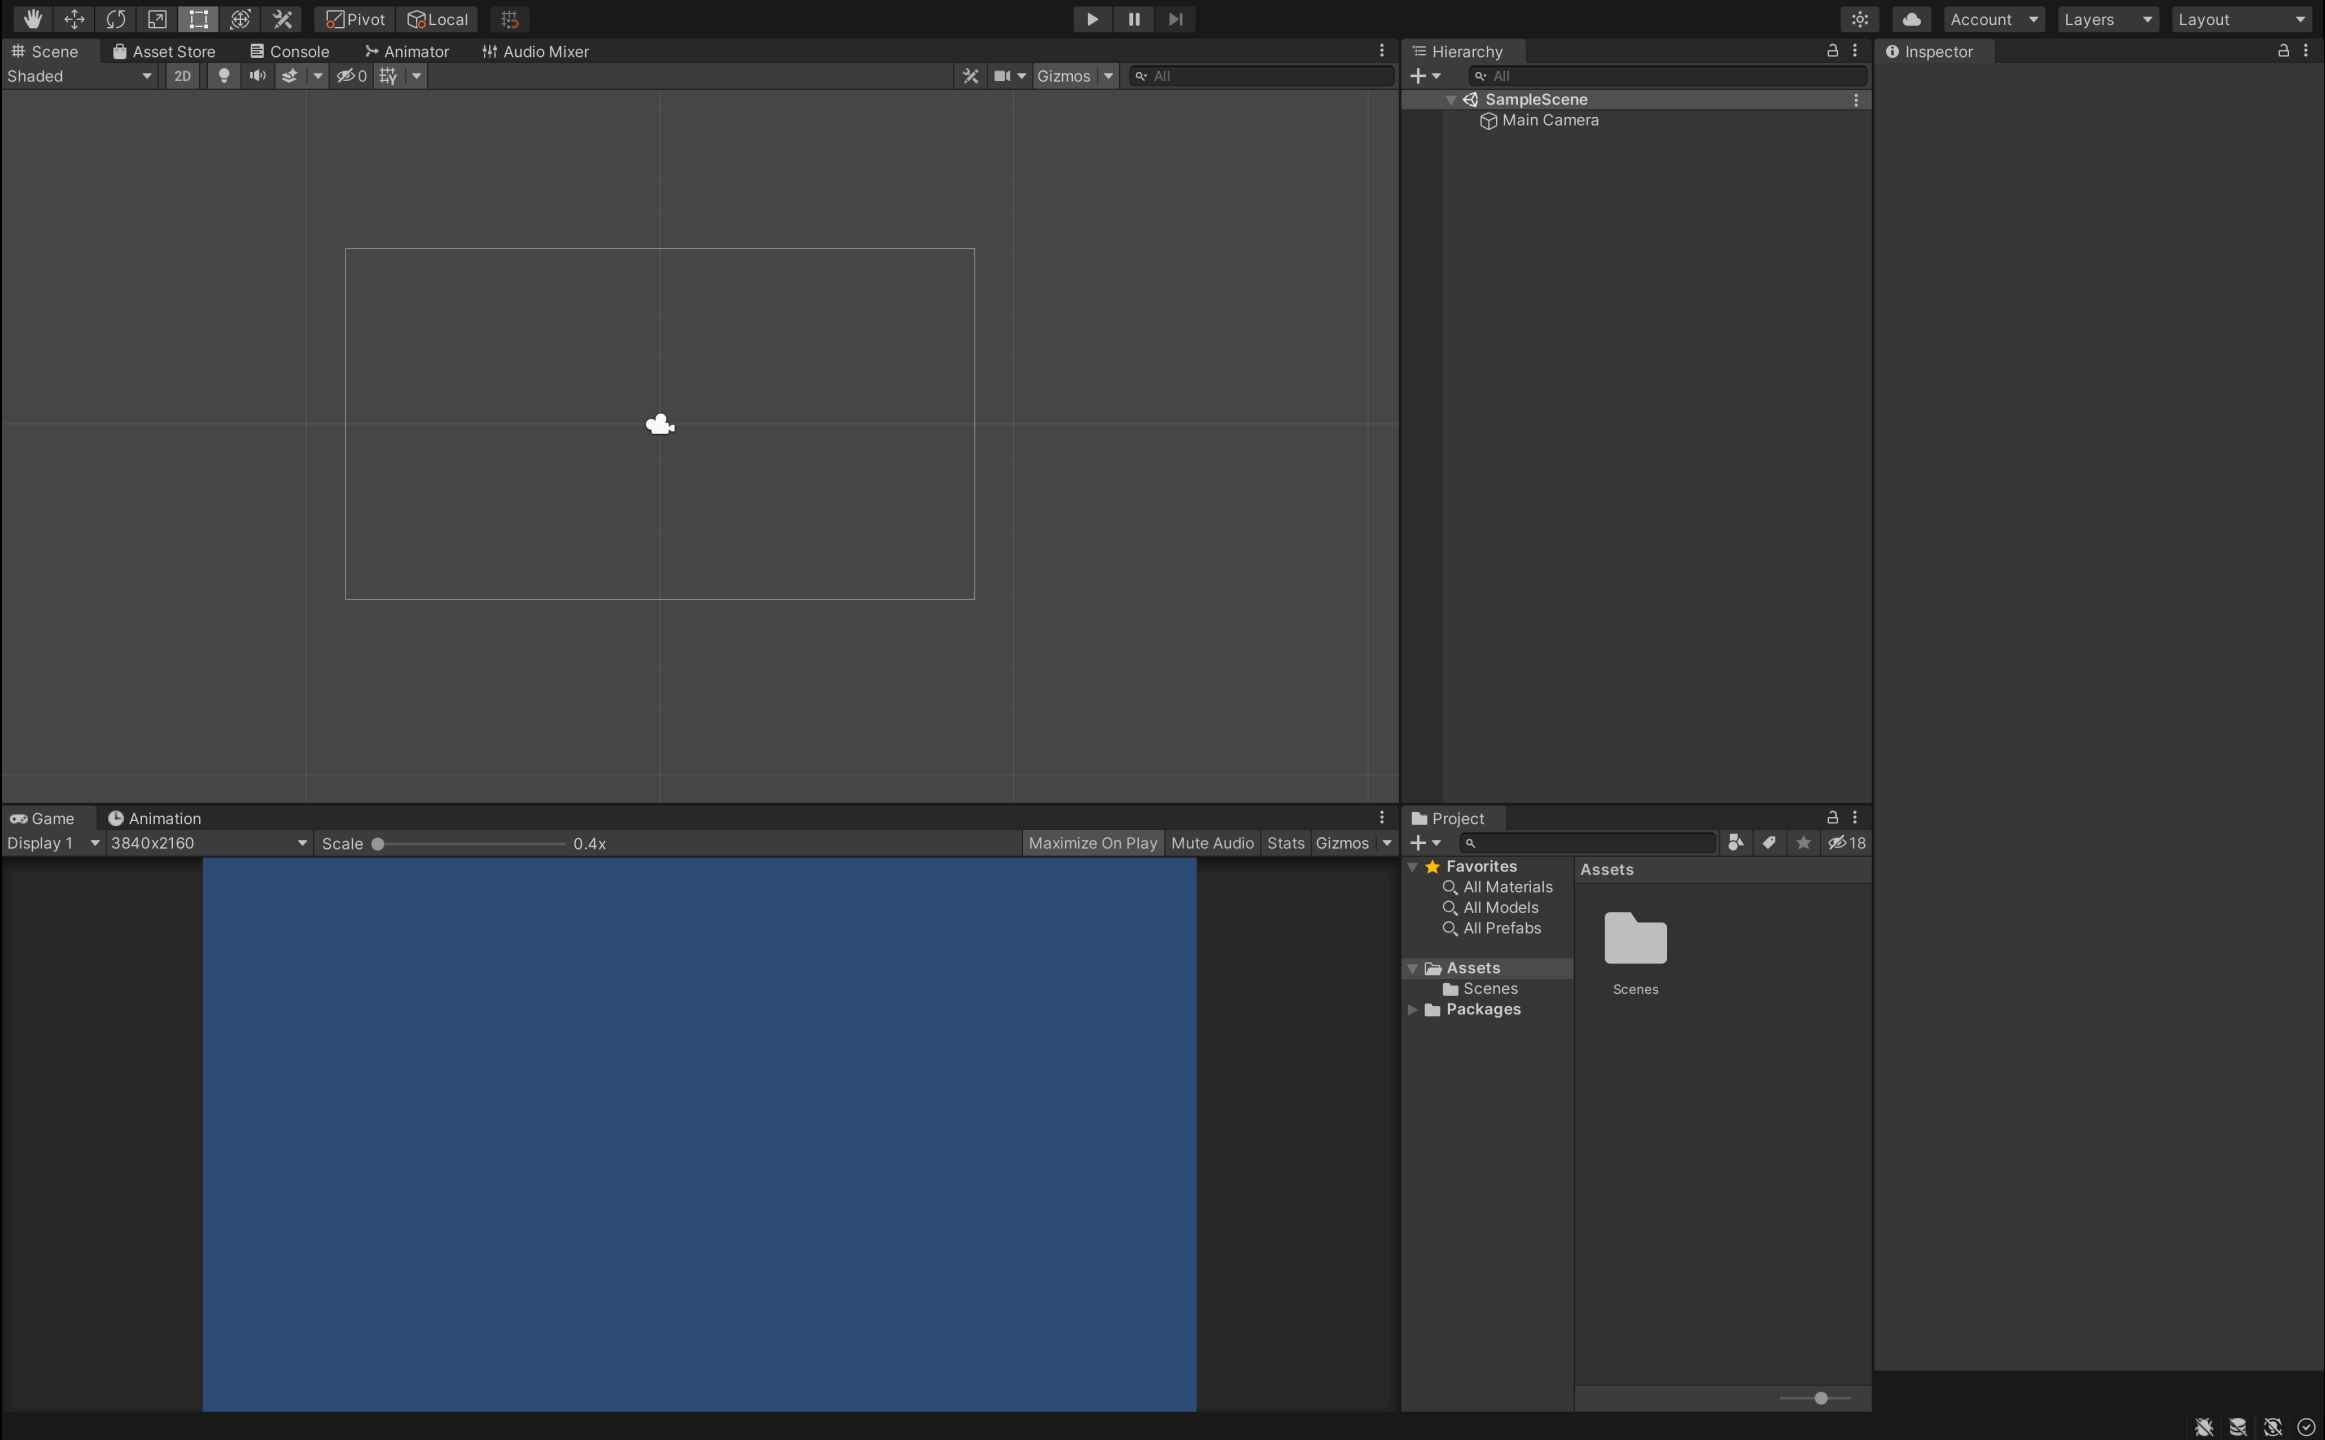 Pivot Local Account Layers Layout
Scene Asset Store Console Animator Audio Mixer Hierarchy Inspector
Shaded 2D 0 Gizmos All All
SampleScene
Main Camera
Game Animation Project
Display 1 3840x2160 Scale 0.4x Maximize On Play Mute Audio Stats Gizmos 18
Favorites Assets
All Materials
All Models
All Prefabs
Assets
Scenes Scenes
Packages